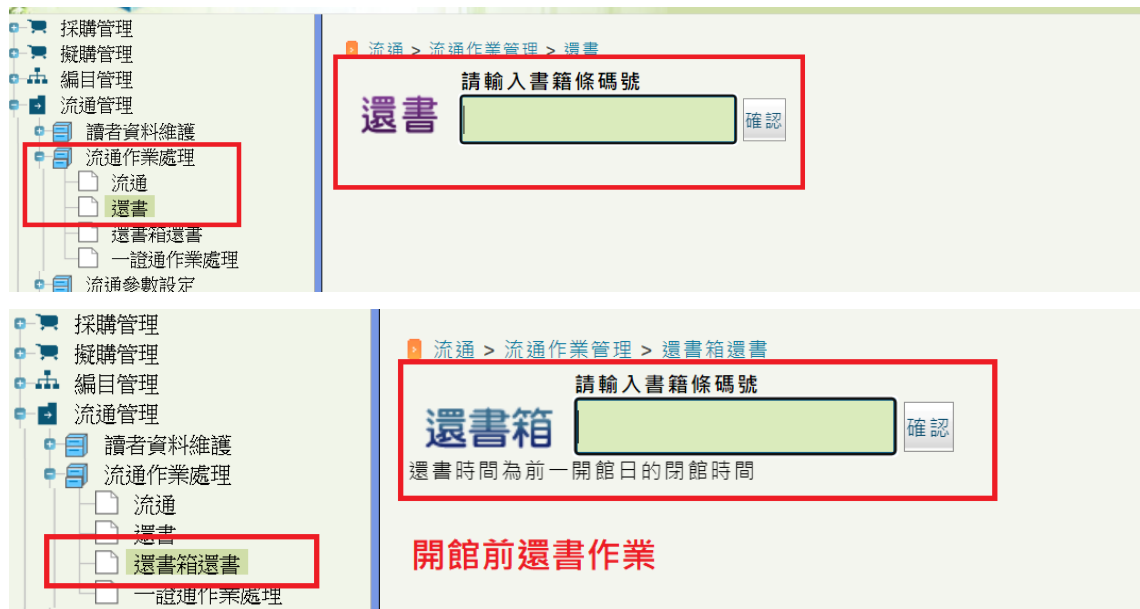 採購管理
擬購管理
編目管理
流通管理
讀者資料維護
流通作業處理
流通
還書
還書箱還書
一證通作業處理
流通參數設定
流通 > 流通作業管理 > 還書
請輸入書籍條碼號
還書
確認
採購管理
擬購管理
編目管理
流通管理
讀者資料維護
流通作業處理
流通
還書
還書箱還書
一證通作業處理
流通 > 流通作業管理 > 還書箱還書
請輸入書籍條碼號
還書箱
確認
還書時間為前一開館日的閉館時間
開館前還書作業